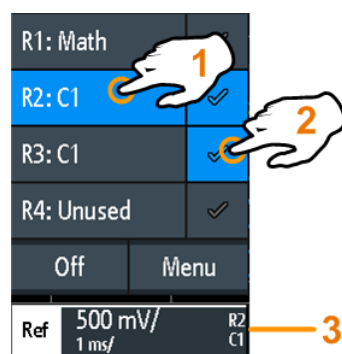 R1: Math
1
R2: C1
2
R3: C1
R4: Unused
Off Menu
Ref 500 mV/ R2
1 ms/ C1
3